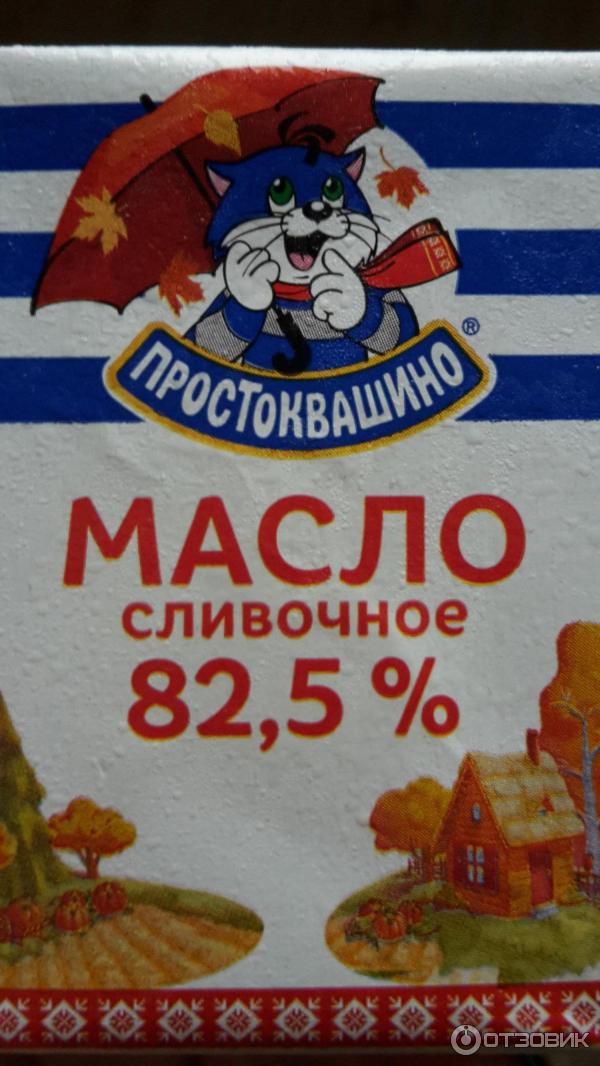 ПРОСТОКВАШИНО ®
МАСЛО
сливочное
82,5 %
ОТЗОВИК